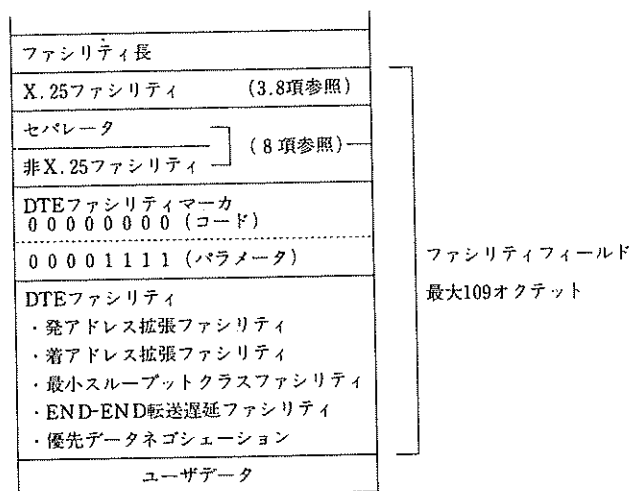 ファシリティ長
X.25ファシリティ (3.8項参照)
セパレータ
(8項参照)
非X.25ファシリティ
DTEファシリティマーカ
00000000 (コード)
00001111 (パラメータ)
ファシリティフィールド
最大109オクテット
DTEファシリティ
・発アドレス拡張ファシリティ
・着アドレス拡張ファシリティ
・最小スループットクラスファシリティ
・END-END転送遅延ファシリティ
・優先データネゴシェーション
ユーザデータ